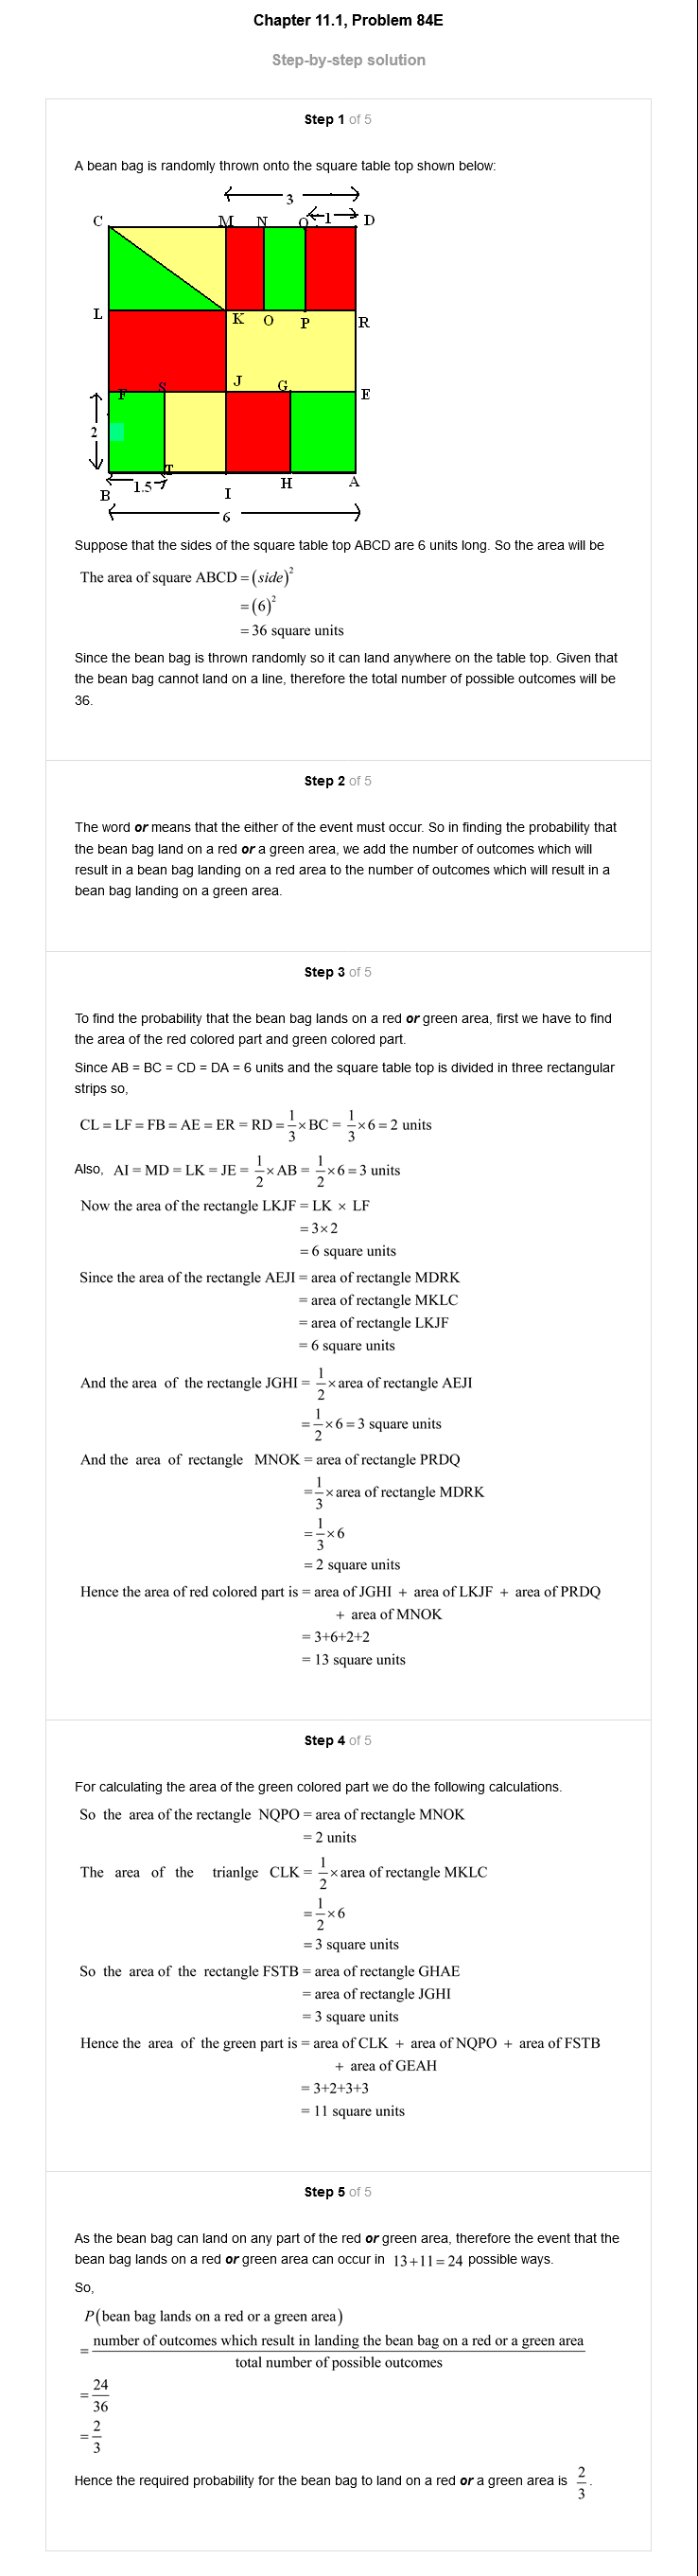 Chapter 11.1, Problem 84E
Step-by-step solution
Step 1 of 5
A bean bag is randomly thrown onto the square table top shown below:
3
C M N Q 1 D
L K O P R
F S J G E
2
B 1.5 T I H A
6
Suppose that the sides of the square table top ABCD are 6 units long. So the area will be
The area of square ABCD = (side)²
= (6)²
= 36 square units
Since the bean bag is thrown randomly so it can land anywhere on the table top. Given that
the bean bag cannot land on a line, therefore the total number of possible outcomes will be
36.
Step 2 of 5
The word or means that the either of the event must occur. So in finding the probability that
the bean bag land on a red or a green area, we add the number of outcomes which will
result in a bean bag landing on a red area to the number of outcomes which will result in a
bean bag landing on a green area.
Step 3 of 5
To find the probability that the bean bag lands on a red or green area, first we have to find
the area of the red colored part and green colored part.
Since AB = BC = CD = DA = 6 units and the square table top is divided in three rectangular
strips so,
CL = LF = FB = AE = ER = RD = 1/3 × BC = 1/3 × 6 = 2 units
Also, AI = MD = LK = JE = 1/2 × AB = 1/2 × 6 = 3 units
Now the area of the rectangle LKJF = LK × LF
= 3×2
= 6 square units
Since the area of the rectangle AEJI = area of rectangle MDRK
= area of rectangle MKLC
= area of rectangle LKJF
= 6 square units
And the area of the rectangle JGHI = 1/2 × area of rectangle AEJI
= 1/2 × 6 = 3 square units
And the area of rectangle MNOK = area of rectangle PRDQ
= 1/3 × area of rectangle MDRK
= 1/3 × 6
= 2 square units
Hence the area of red colored part is = area of JGHI + area of LKJF + area of PRDQ
+ area of MNOK
= 3+6+2+2
= 13 square units
Step 4 of 5
For calculating the area of the green colored part we do the following calculations.
So the area of the rectangle NQPO = area of rectangle MNOK
= 2 units
The area of the trianlge CLK = 1/2 × area of rectangle MKLC
= 1/2 × 6
= 3 square units
So the area of the rectangle FSTB = area of rectangle GHAE
= area of rectangle JGHI
= 3 square units
Hence the area of the green part is = area of CLK + area of NQPO + area of FSTB
+ area of GEAH
= 3+2+3+3
= 11 square units
Step 5 of 5
As the bean bag can land on any part of the red or green area, therefore the event that the
bean bag lands on a red or green area can occur in 13+11 = 24 possible ways.
So,
P(bean bag lands on a red or a green area)
= number of outcomes which result in landing the bean bag on a red or a green area
total number of possible outcomes
= 24/36
= 2/3
Hence the required probability for the bean bag to land on a red or a green area is 2/3.